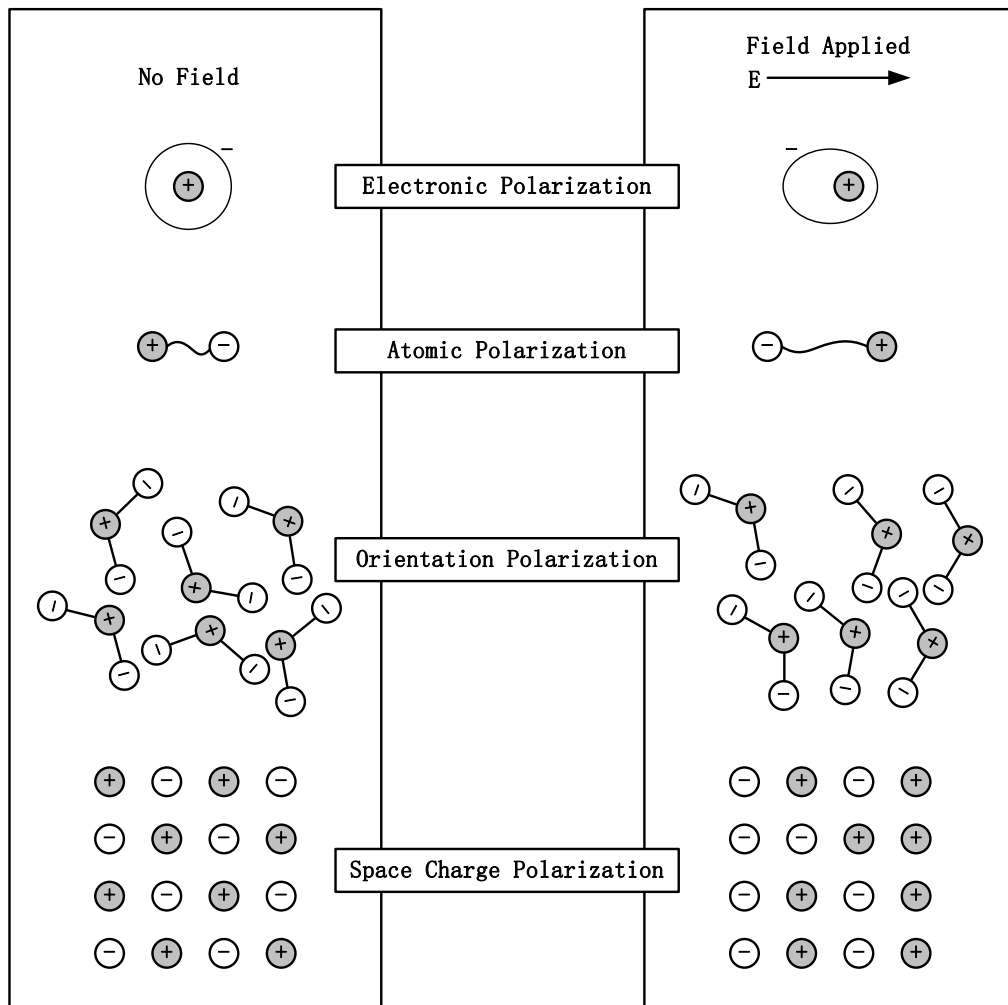 No Field
Field Applied
E
−
+
−
+
Electronic Polarization
+ −
− +
Atomic Polarization
Orientation Polarization
+ − + −
− + − +
− + − +
− − + +
Space Charge Polarization
+ − + −
− + − +
− + − +
− + − +